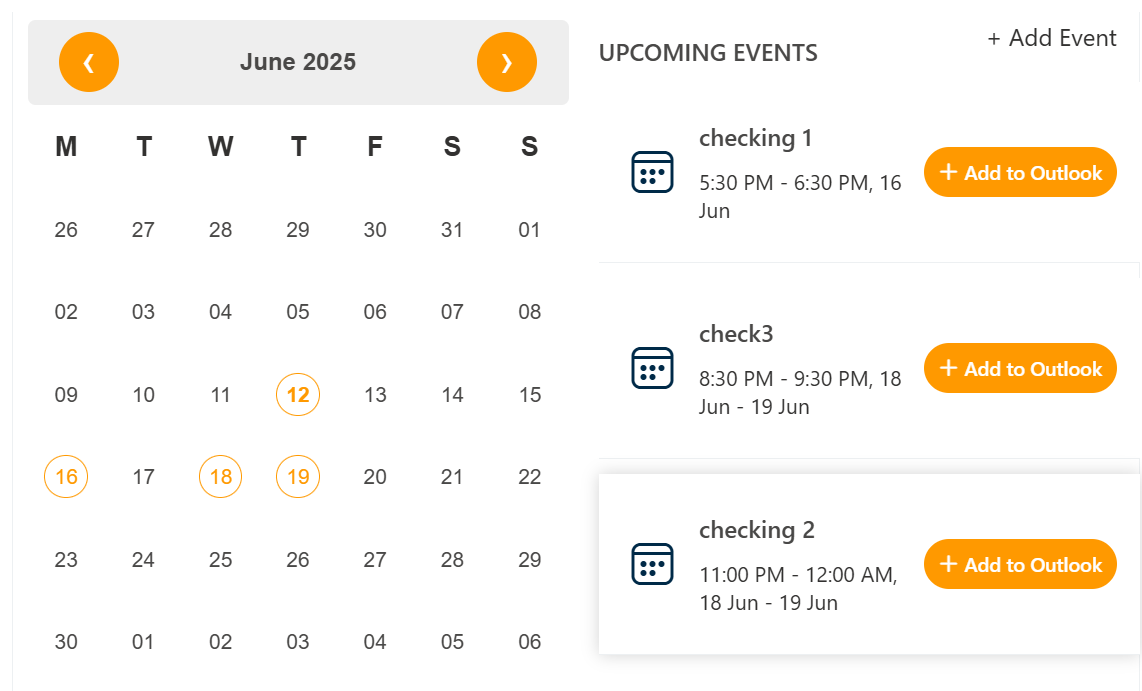 ❮ June 2025 ❯
M T W T F S S
26 27 28 29 30 31 01
02 03 04 05 06 07 08
09 10 11 12 13 14 15
16 17 18 19 20 21 22
23 24 25 26 27 28 29
30 01 02 03 04 05 06
UPCOMING EVENTS
+ Add Event
checking 1
5:30 PM - 6:30 PM, 16
Jun
+ Add to Outlook
check3
8:30 PM - 9:30 PM, 18
Jun - 19 Jun
+ Add to Outlook
checking 2
11:00 PM - 12:00 AM,
18 Jun - 19 Jun
+ Add to Outlook